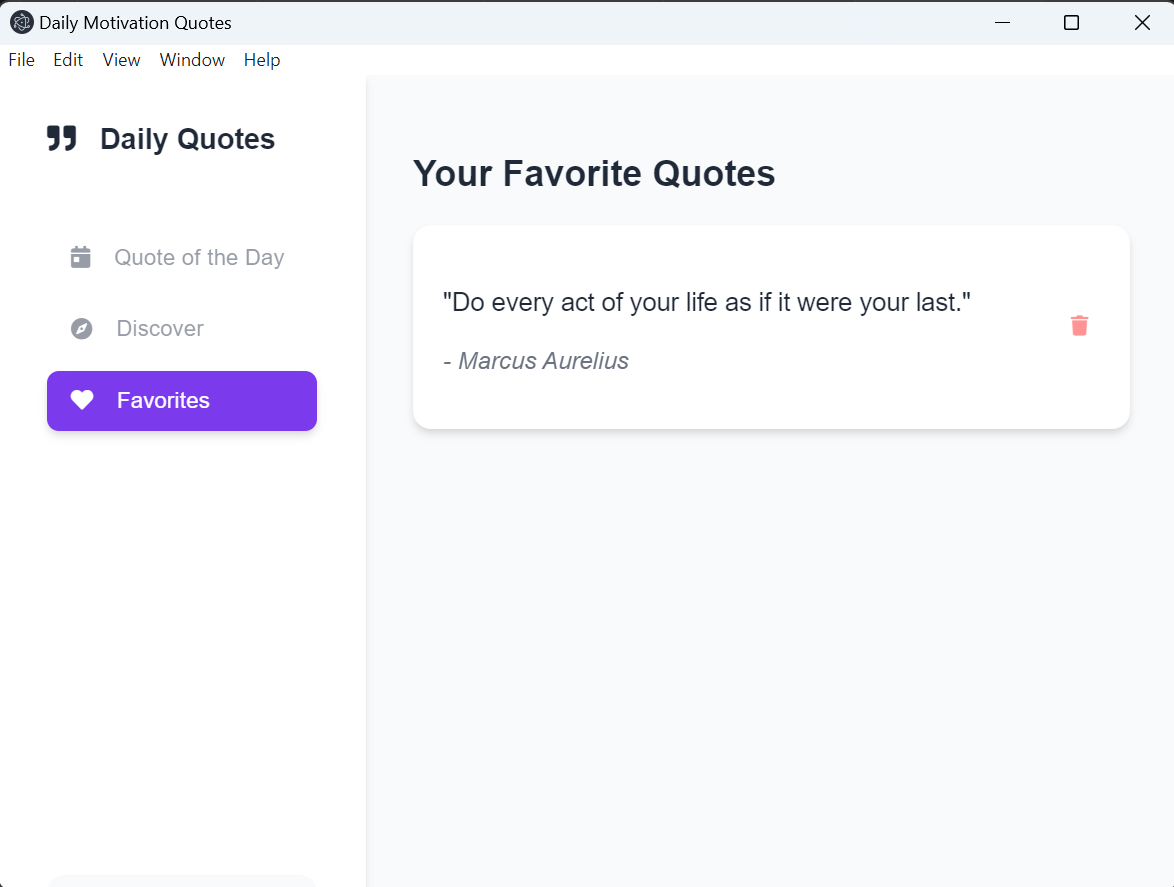 Daily Motivation Quotes
File Edit View Window Help
Daily Quotes
Quote of the Day
Discover
Favorites
Your Favorite Quotes
"Do every act of your life as if it were your last."
- Marcus Aurelius